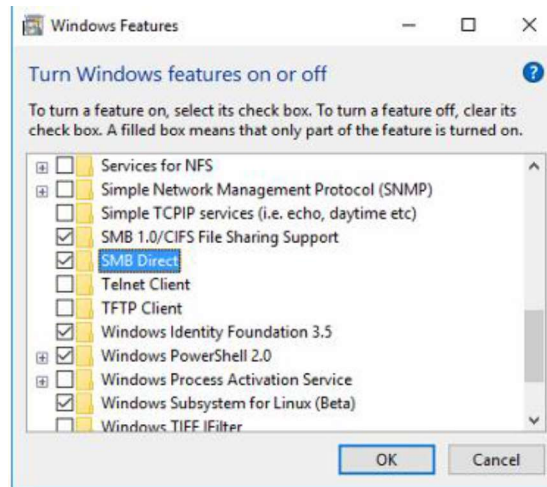 Windows Features
Turn Windows features on or off
To turn a feature on, select its check box. To turn a feature off, clear its
check box. A filled box means that only part of the feature is turned on.
Services for NFS
Simple Network Management Protocol (SNMP)
Simple TCPIP services (i.e. echo, daytime etc)
SMB 1.0/CIFS File Sharing Support
SMB Direct
Telnet Client
TFTP Client
Windows Identity Foundation 3.5
Windows PowerShell 2.0
Windows Process Activation Service
Windows Subsystem for Linux (Beta)
Windows TIFF IFilter
OK Cancel